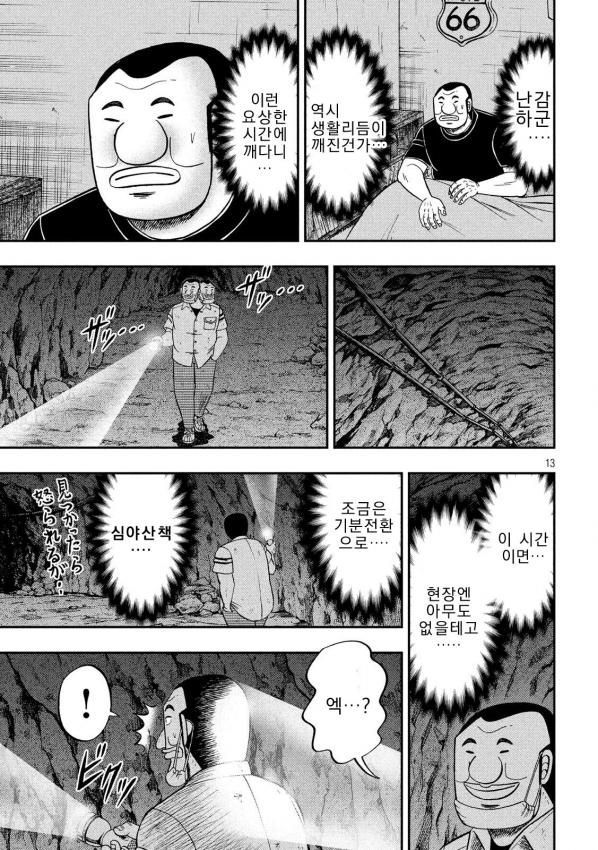 66
난감
하군
....
역시
생활리듬이
깨진건가...
이런
요상한
시간에
깨다니
...
ザッ...
ザッ...
13
이 시간
이면...
현장엔
아무도
없을테고
.....
조금은
기분전환
으로....
심야산책
....
見つかったら
怒られるが...
엑...?
!
ビクッ